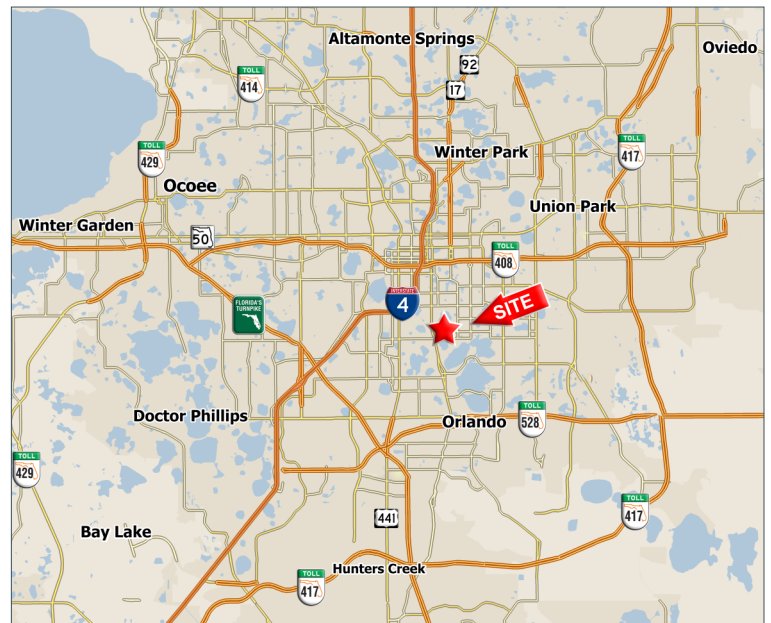 Altamonte Springs
Oviedo
92
TOLL
414
17
TOLL
429
TOLL
417
Winter Park
Ocoee
Union Park
Winter Garden
50
TOLL
408
INTERSTATE
4
FLORIDA'S
TURNPIKE
SITE
Doctor Phillips
Orlando
TOLL
528
TOLL
429
TOLL
417
441
Bay Lake
Hunters Creek
TOLL
417